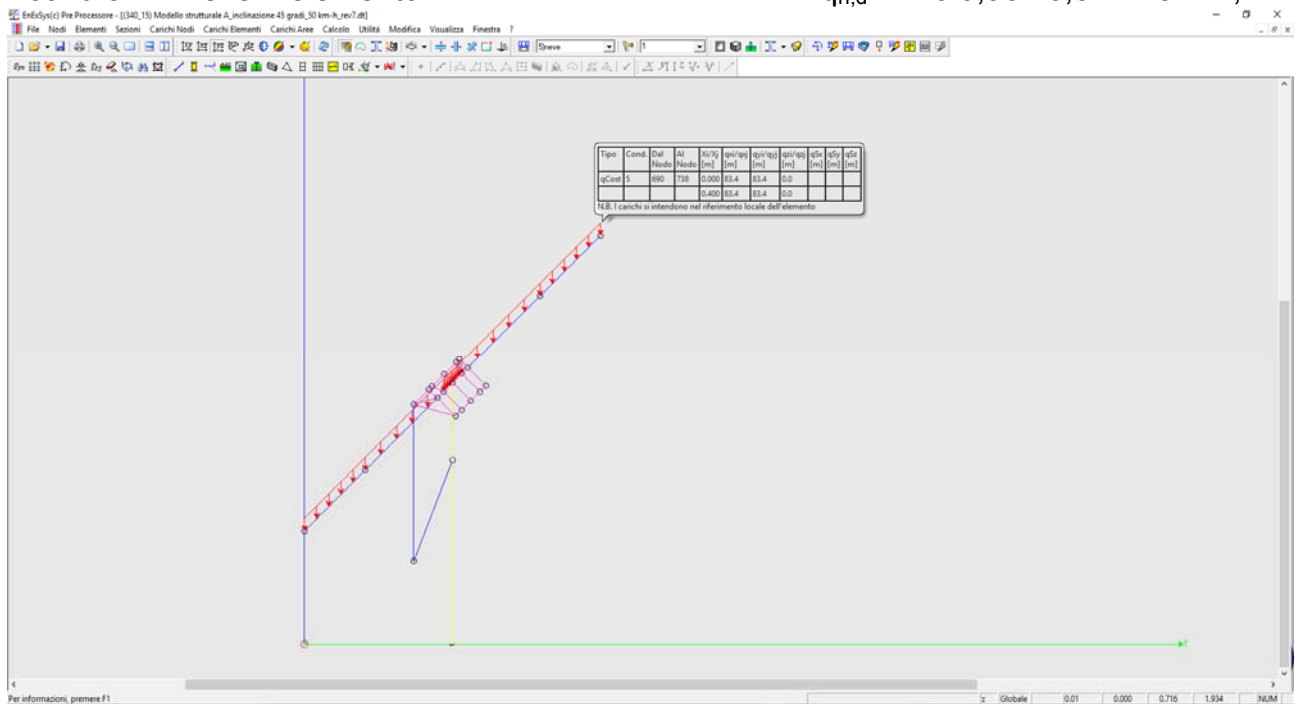 EnExSys(c) Pre Processore - [(340_15) Modello strutturale A_inclinazione 45 gradi_50 km-h_rev7.dt]
File Nodi Elementi Sezioni Carichi Nodi Carichi Elementi Carichi Aree Calcolo Utilità Modifica Visualizza Finestra ?
5neve 1
Tipo Cond. Dal Nodo Al Nodo Xi/Xj [m] qxi/qxj [m] qyi/qyj [m] qzi/qzj [m] qSx [m] qSy [m] qSz [m]
qCost 5 690 738 0.000 83.4 83.4 0.0
0.400 83.4 83.4 0.0
N.B. I carichi si intendono nel riferimento locale dell'elemento
Y
Per informazioni, premere F1 z Globale 0.01 0.000 0.716 1.934 NUM